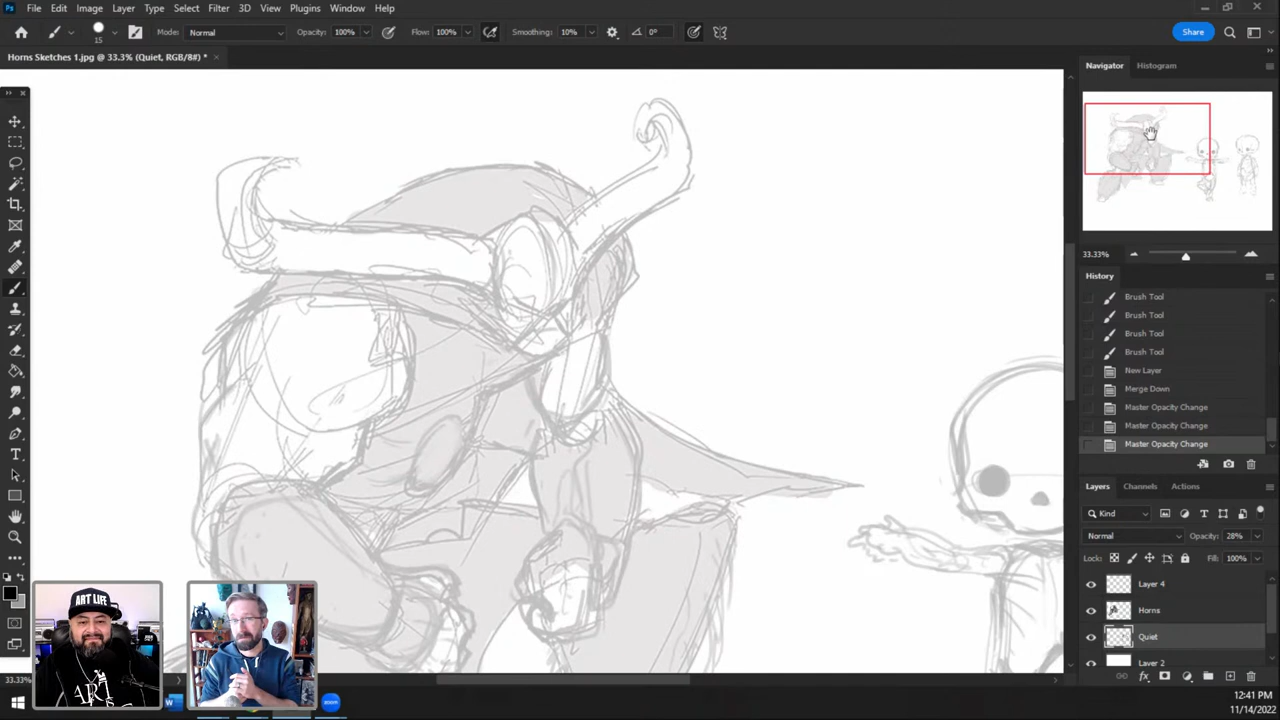 Ps File Edit Image Layer Type Select Filter 3D View Plugins Window Help
15 Mode: Normal Opacity: 100% Flow: 100% Smoothing: 10% 0° Share
Horns Sketches 1.jpg @ 33.3% (Quiet, RGB/8#) * ×
Navigator Histogram
33.33%
History
Brush Tool
Brush Tool
Brush Tool
Brush Tool
New Layer
Merge Down
Master Opacity Change
Master Opacity Change
Master Opacity Change
Layers Channels Actions
Kind
Normal Opacity: 28%
Lock: Fill: 100%
Layer 4
Horns
Quiet
Layer 2
ART LIFE
ART
33.33%
W zoom
12:41 PM
11/14/2022